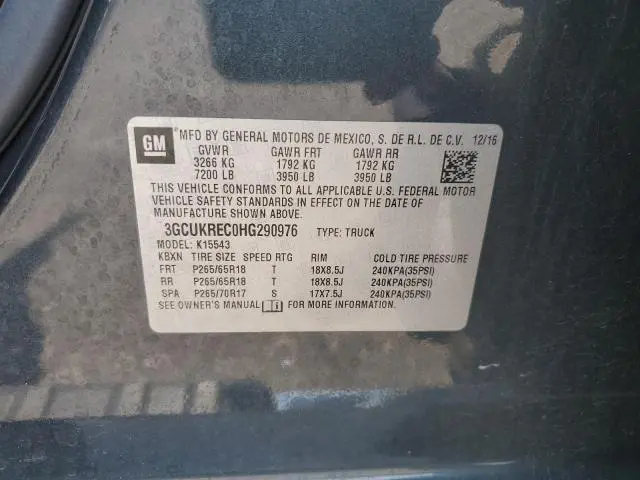 GM
MFD BY GENERAL MOTORS DE MEXICO, S. DE R.L. DE C.V. 12/16
GVWR GAWR FRT GAWR RR
3266 KG 1792 KG 1792 KG
7200 LB 3950 LB 3950 LB
THIS VEHICLE CONFORMS TO ALL APPLICABLE U.S. FEDERAL MOTOR
VEHICLE SAFETY STANDARDS IN EFFECT ON THE DATE OF
MANUFACTURE SHOWN ABOVE.
3GCUKREC0HG290976 TYPE: TRUCK
MODEL: K15543
KBXN TIRE SIZE SPEED RTG RIM COLD TIRE PRESSURE
FRT P265/65R18 T 18X8.5J 240KPA(35PSI)
RR P265/65R18 T 18X8.5J 240KPA(35PSI)
SPA P265/70R17 S 17X7.5J 240KPA(35PSI)
SEE OWNER'S MANUAL FOR MORE INFORMATION.